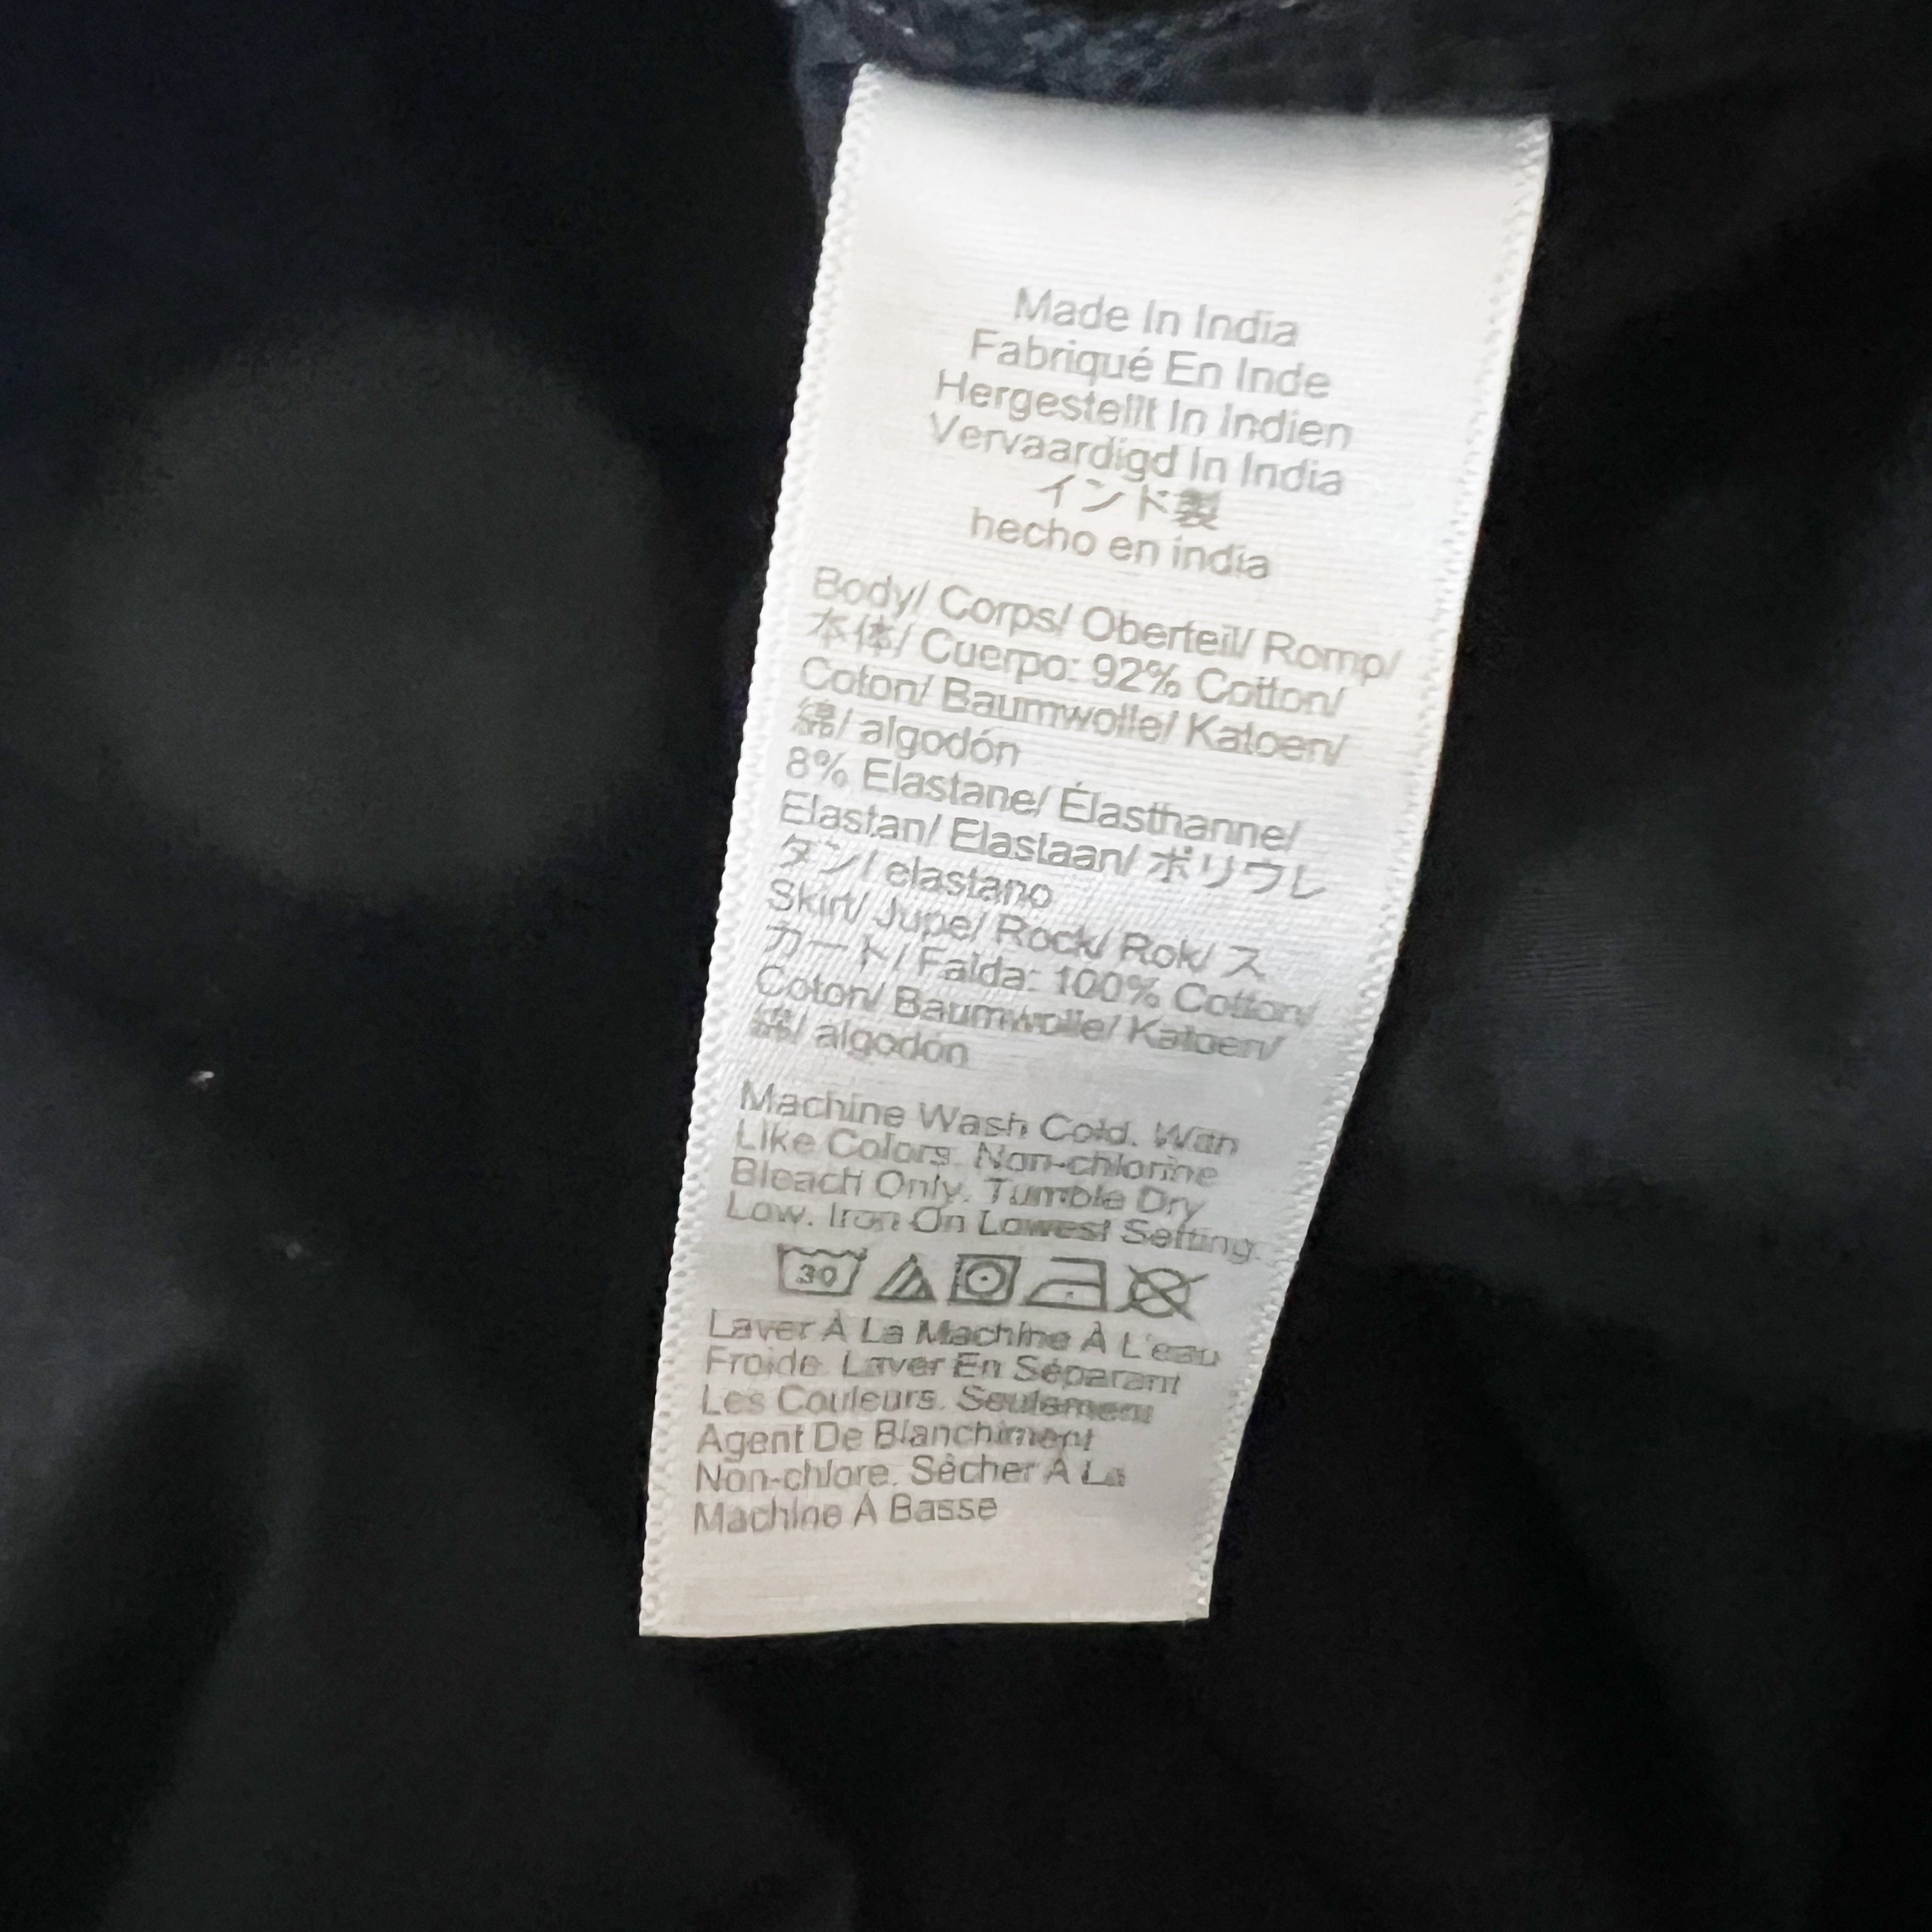 Made In India
Fabriqué En Inde
Hergestellt In Indien
Vervaardigd In India
インド製
hecho en india
Body/ Corps/ Oberteil/ Romp/
本体/ Cuerpo: 92% Cotton/
Coton/ Baumwolle/ Katoen/
綿/ algodón
8% Elastane/ Élasthanne/
Elastan/ Elastaan/ ポリウレ
タン/ elastano
Skirt/ Jupe/ Rock/ Rok/ ス
カート/ Falda: 100% Cotton/
Coton/ Baumwolle/ Katoen/
綿/ algodón
Machine Wash Cold.
Like Colors. Non-chlorine
Bleach Only. Tumble Dry
Low. Iron On Lowest Setting.
30
Laver À La Machine À L'eau
Froide. Laver En Séparant
Les Couleurs. Seulement
Agent De Blanchiment
Non-chlore. Sècher À La
Machine À Basse